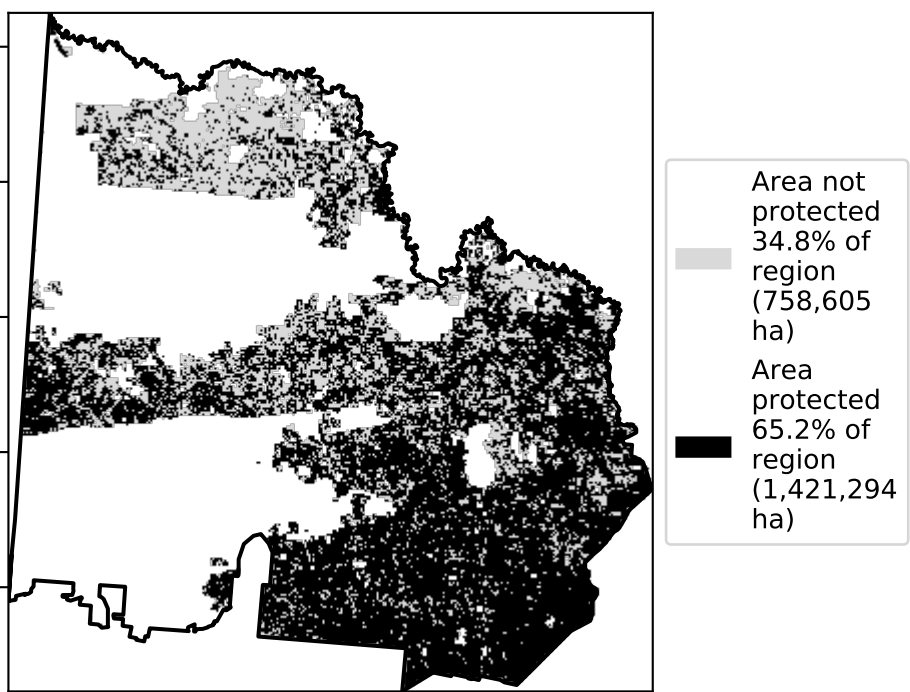 Area not
protected
34.8% of
region
(758,605
ha)
Area
protected
65.2% of
region
(1,421,294
ha)